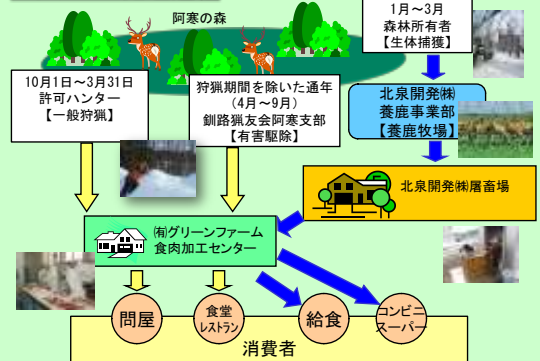 阿寒の森
1月～3月
森林所有者
【生体捕獲】
10月1日～3月31日
許可ハンター
【一般狩猟】
狩猟期間を除いた通年
（4月～9月）
釧路猟友会阿寒支部
【有害駆除】
北泉開発㈱
養鹿事業部
【養鹿牧場】
北泉開発㈱屠畜場
㈲グリーンファーム
食肉加工センター
問屋
食堂
レストラン
給食
コンビニ
スーパー
消費者